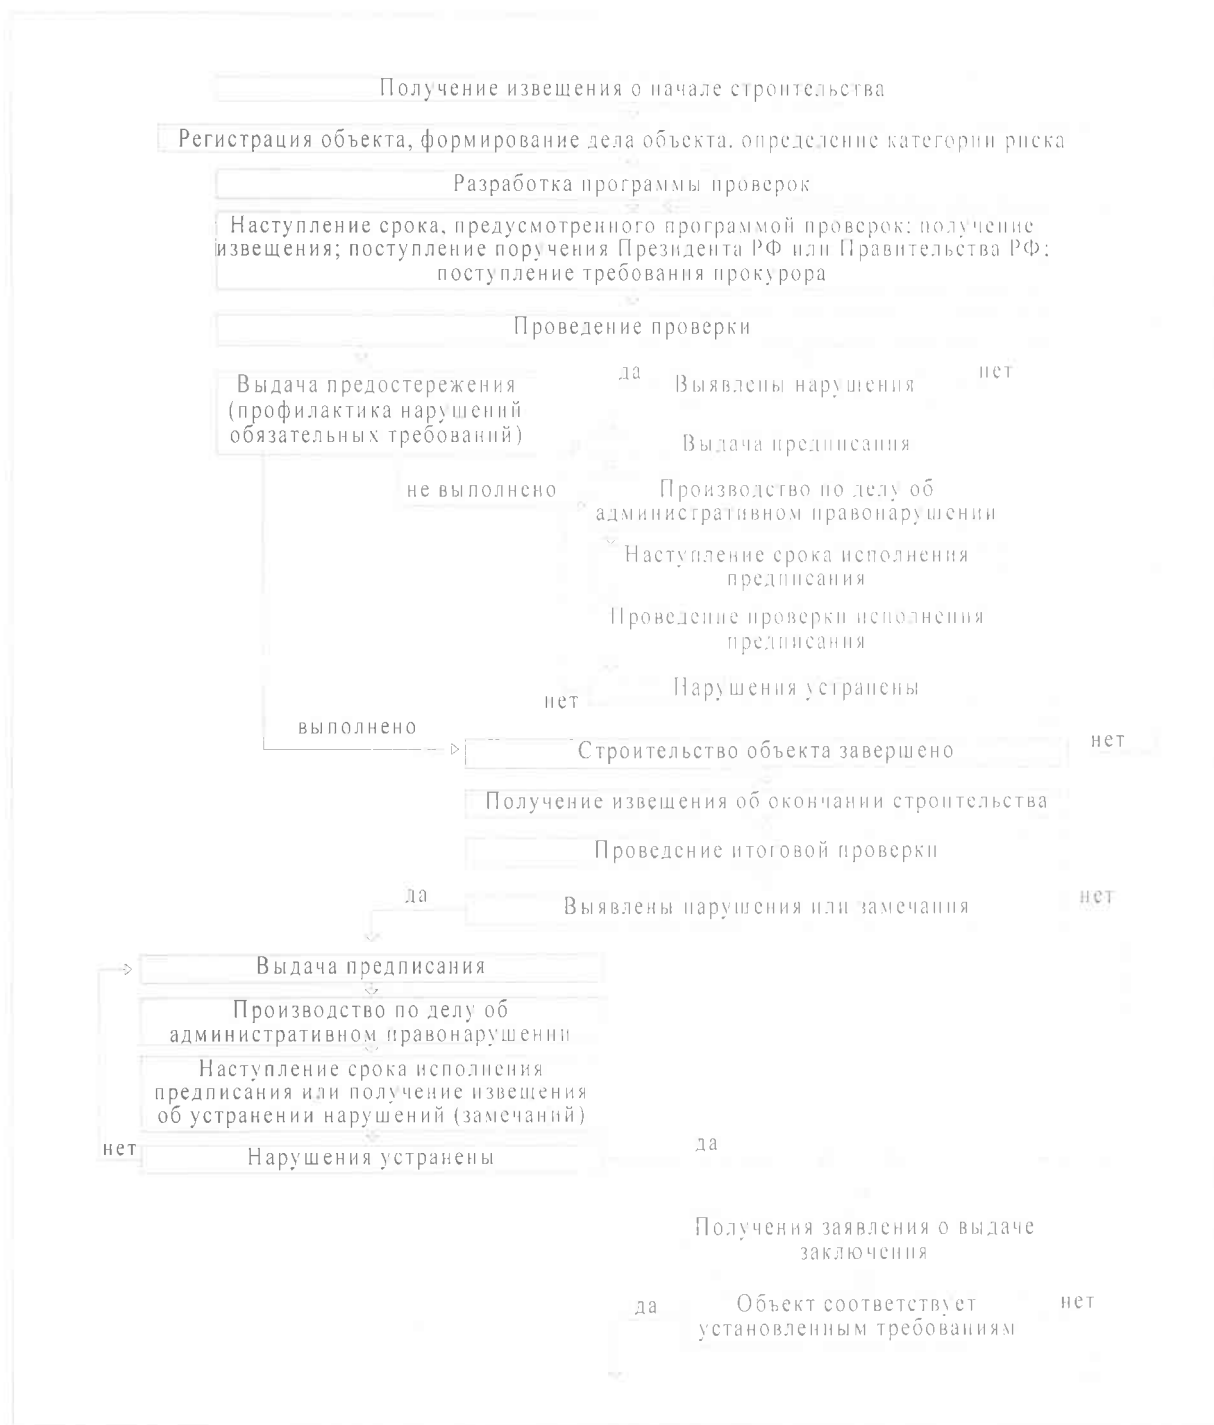 Получение извещения о начале строительства
Регистрация объекта, формирование дела объекта, определение категории риска
Разработка программы проверок
Наступление срока, предусмотренного программой проверок; получение
извещения; поступление поручения Президента РФ или Правительства РФ;
поступление требования прокурора
Проведение проверки
Выдача предостережения
(профилактика нарушений
обязательных требований)
да
Выявлены нарушения
нет
Выдача предписания
не выполнено
Производство по делу об
административном правонарушении
Наступление срока исполнения
предписания
Проведение проверки исполнения
предписания
Нарушения устранены
нет
выполнено
Строительство объекта завершено
нет
Получение извещения об окончании строительства
Проведение итоговой проверки
да
Выявлены нарушения или замечания
нет
Выдача предписания
Производство по делу об
административном правонарушении
Наступление срока исполнения
предписания или получение извещения
об устранении нарушений (замечаний)
нет
Нарушения устранены
да
Получения заявления о выдаче
заключения
да
Объект соответствует
установленным требованиям
нет